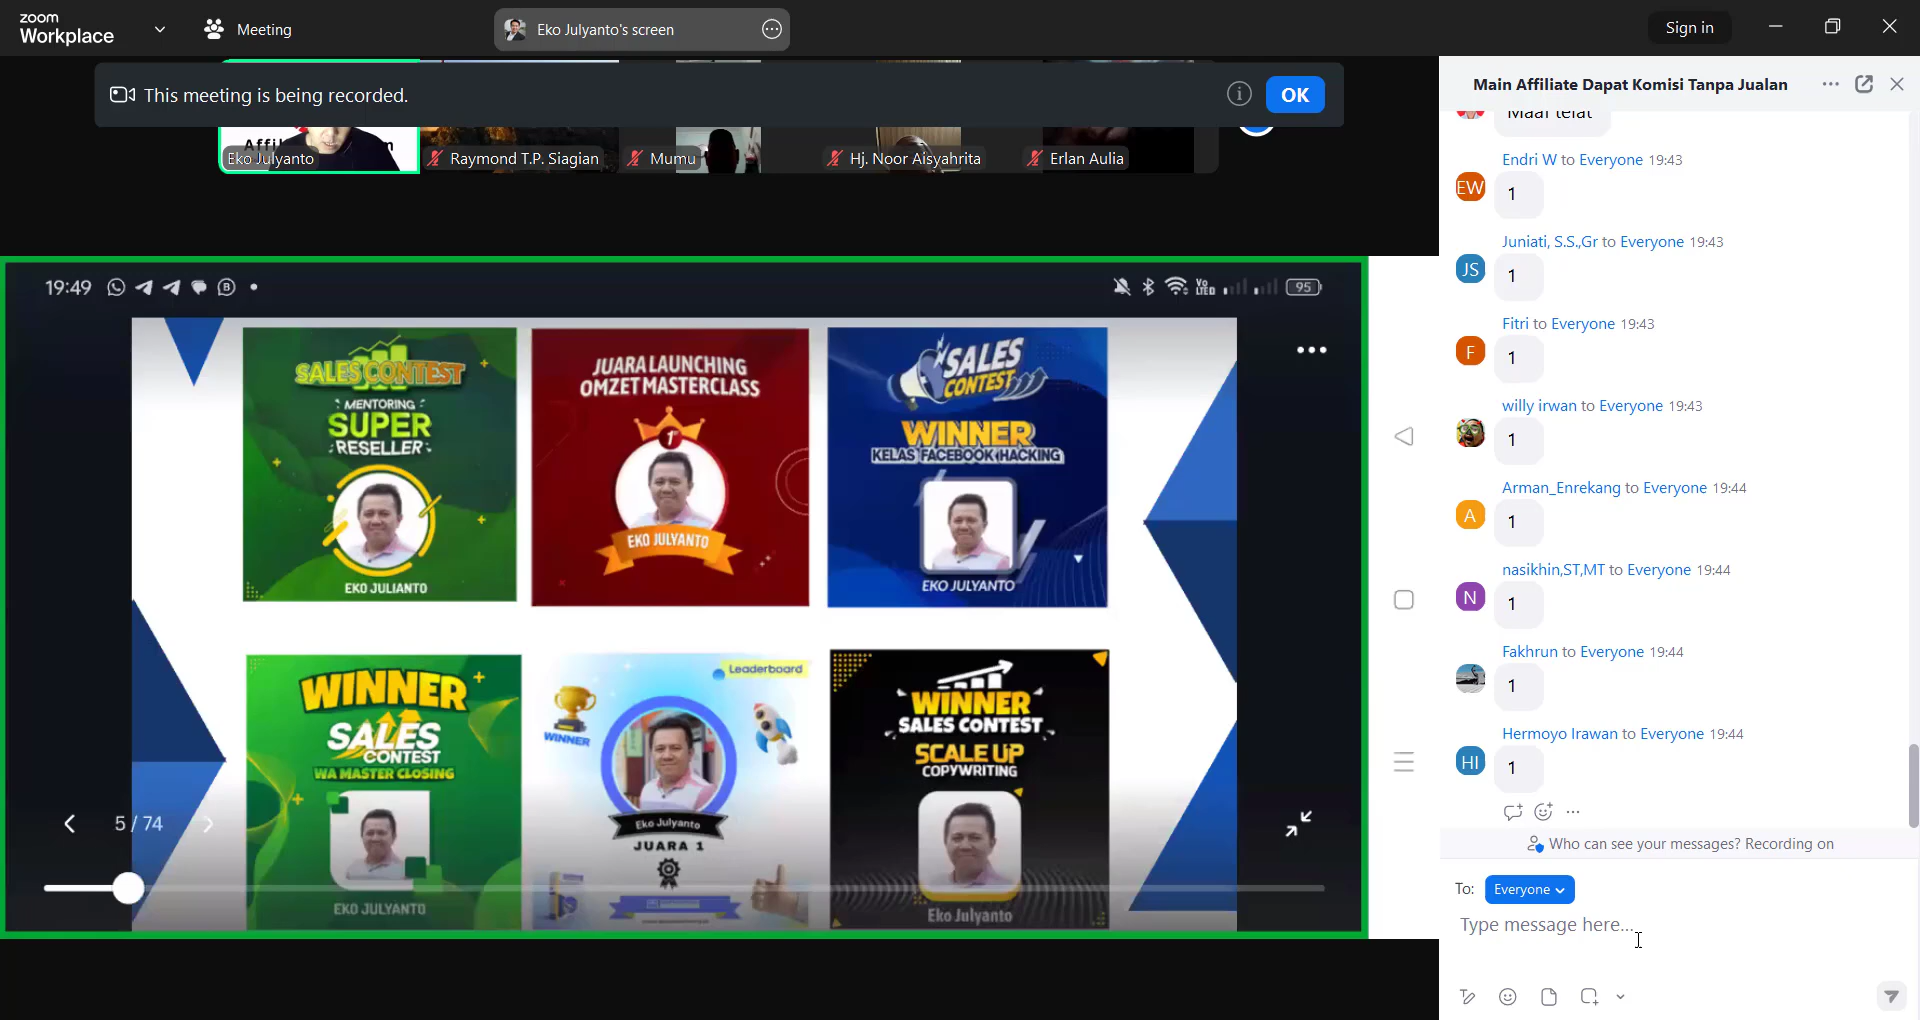 zoom
Workplace
Meeting
Eko Julyanto's screen
Sign in
This meeting is being recorded.
OK
Eko Julyanto
Raymond T.P. Siagian
Mumu
Hj. Noor Aisyahrita
Erlan Aulia
19:49
95
SALES CONTEST
MENTORING
SUPER
RESELLER
EKO JULIANTO
JUARA LAUNCHING
OMZET MASTERCLASS
1
EKO JULYANTO
SALES
CONTEST
WINNER
KELAS FACEBOOK HACKING
EKO JULYANTO
WINNER
SALES
CONTEST
WA MASTER CLOSING
EKO JULYANTO
Leaderboard
WINNER
Eko Julyanto
JUARA 1
WINNER
SALES CONTEST
SCALE UP
COPYWRITING
Eko Julyanto
5 / 74
Main Affiliate Dapat Komisi Tanpa Jualan
Maaf telat
Endri W to Everyone 19:43
EW
1
Juniati, S.S.,Gr to Everyone 19:43
JS
1
Fitri to Everyone 19:43
F
1
willy irwan to Everyone 19:43
1
Arman_Enrekang to Everyone 19:44
A
1
nasikhin,ST,MT to Everyone 19:44
N
1
Fakhrun to Everyone 19:44
1
Hermoyo Irawan to Everyone 19:44
HI
1
Who can see your messages? Recording on
To: Everyone
Type message here...